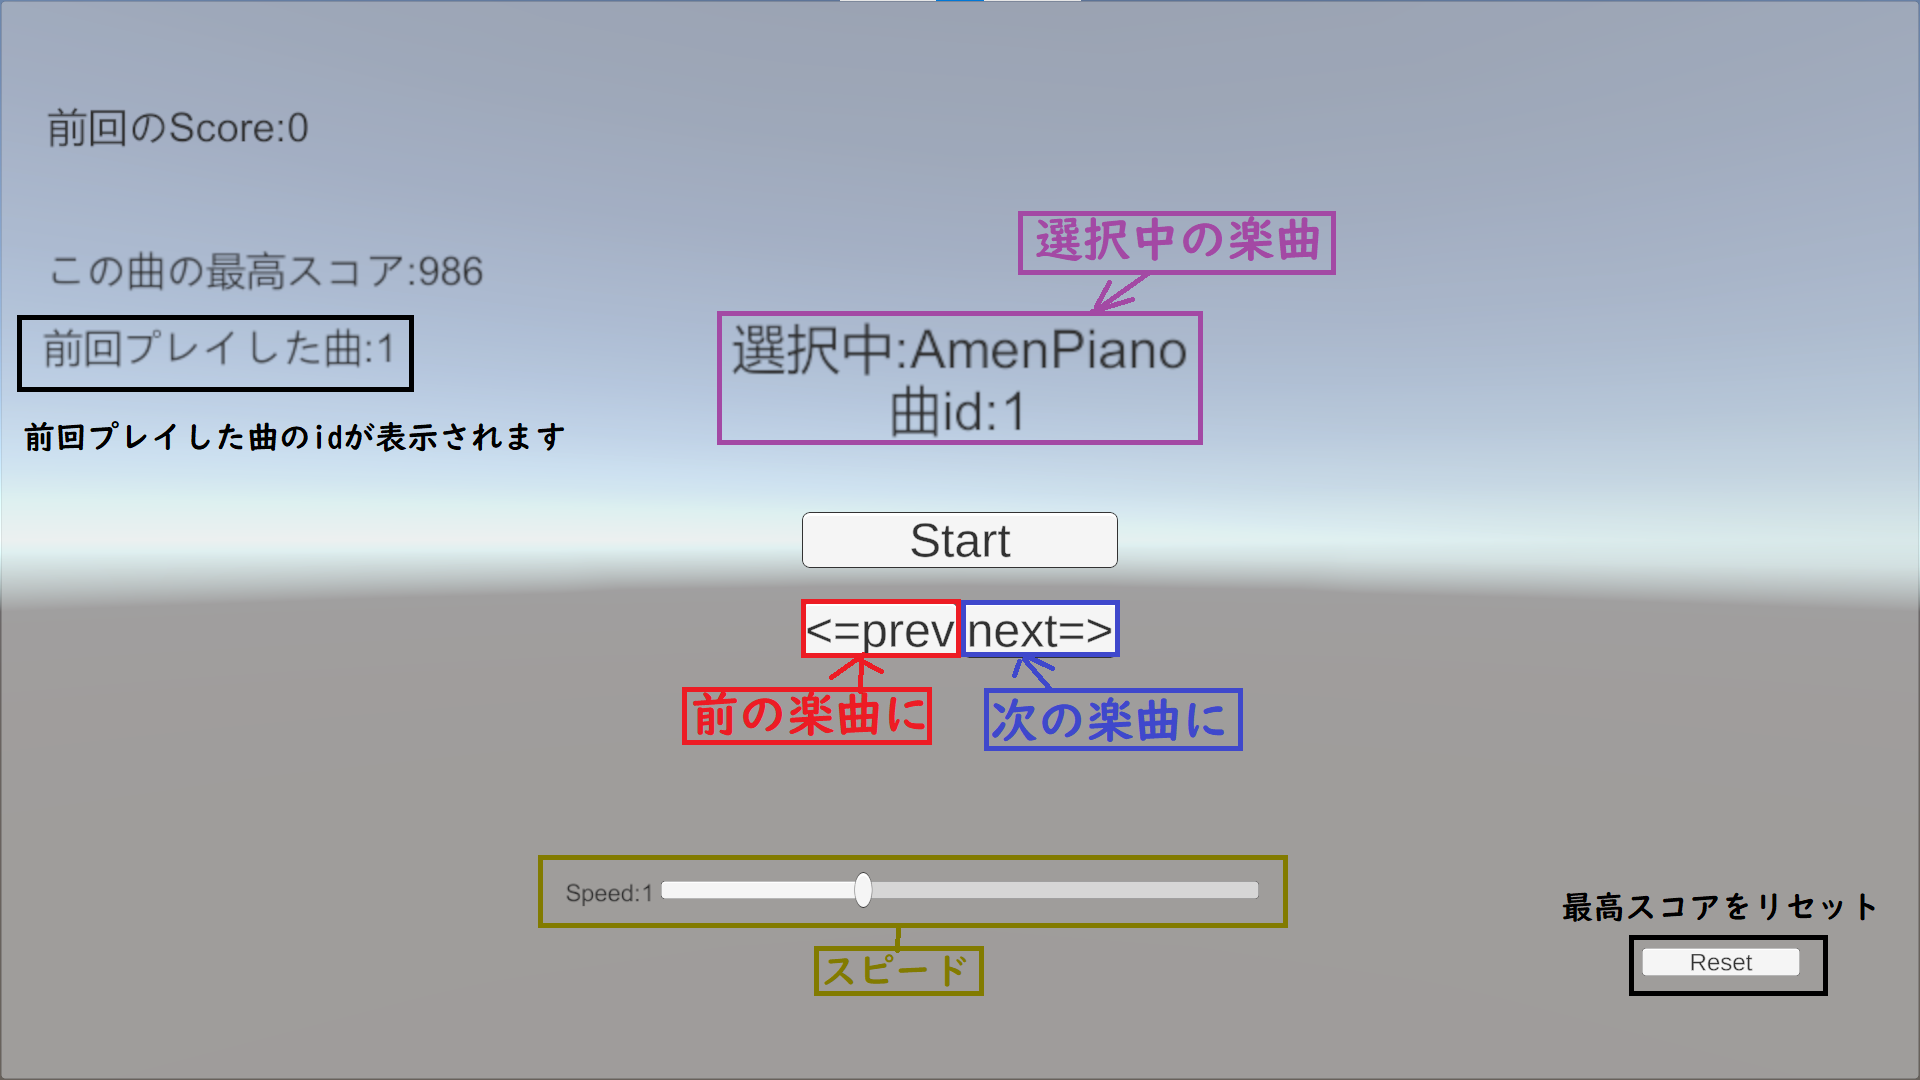 前回のScore:0
この曲の最高スコア:986
前回プレイした曲:1
前回プレイした曲のidが表示されます
選択中の楽曲
選択中:AmenPiano
曲id:1
Start
<=prev
next=>
前の楽曲に
次の楽曲に
Speed:1
スピード
最高スコアをリセット
Reset